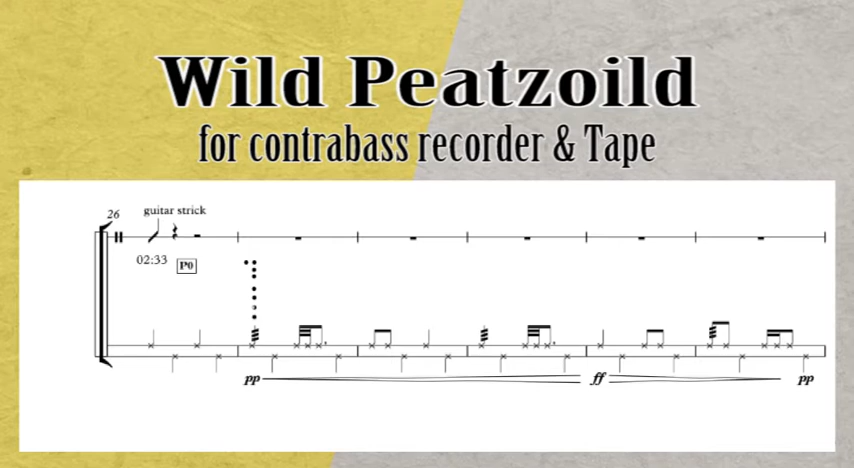 Wild Peatzoild
for contrabass recorder & Tape
26
guitar strick
02:33
P0
pp
ff
pp